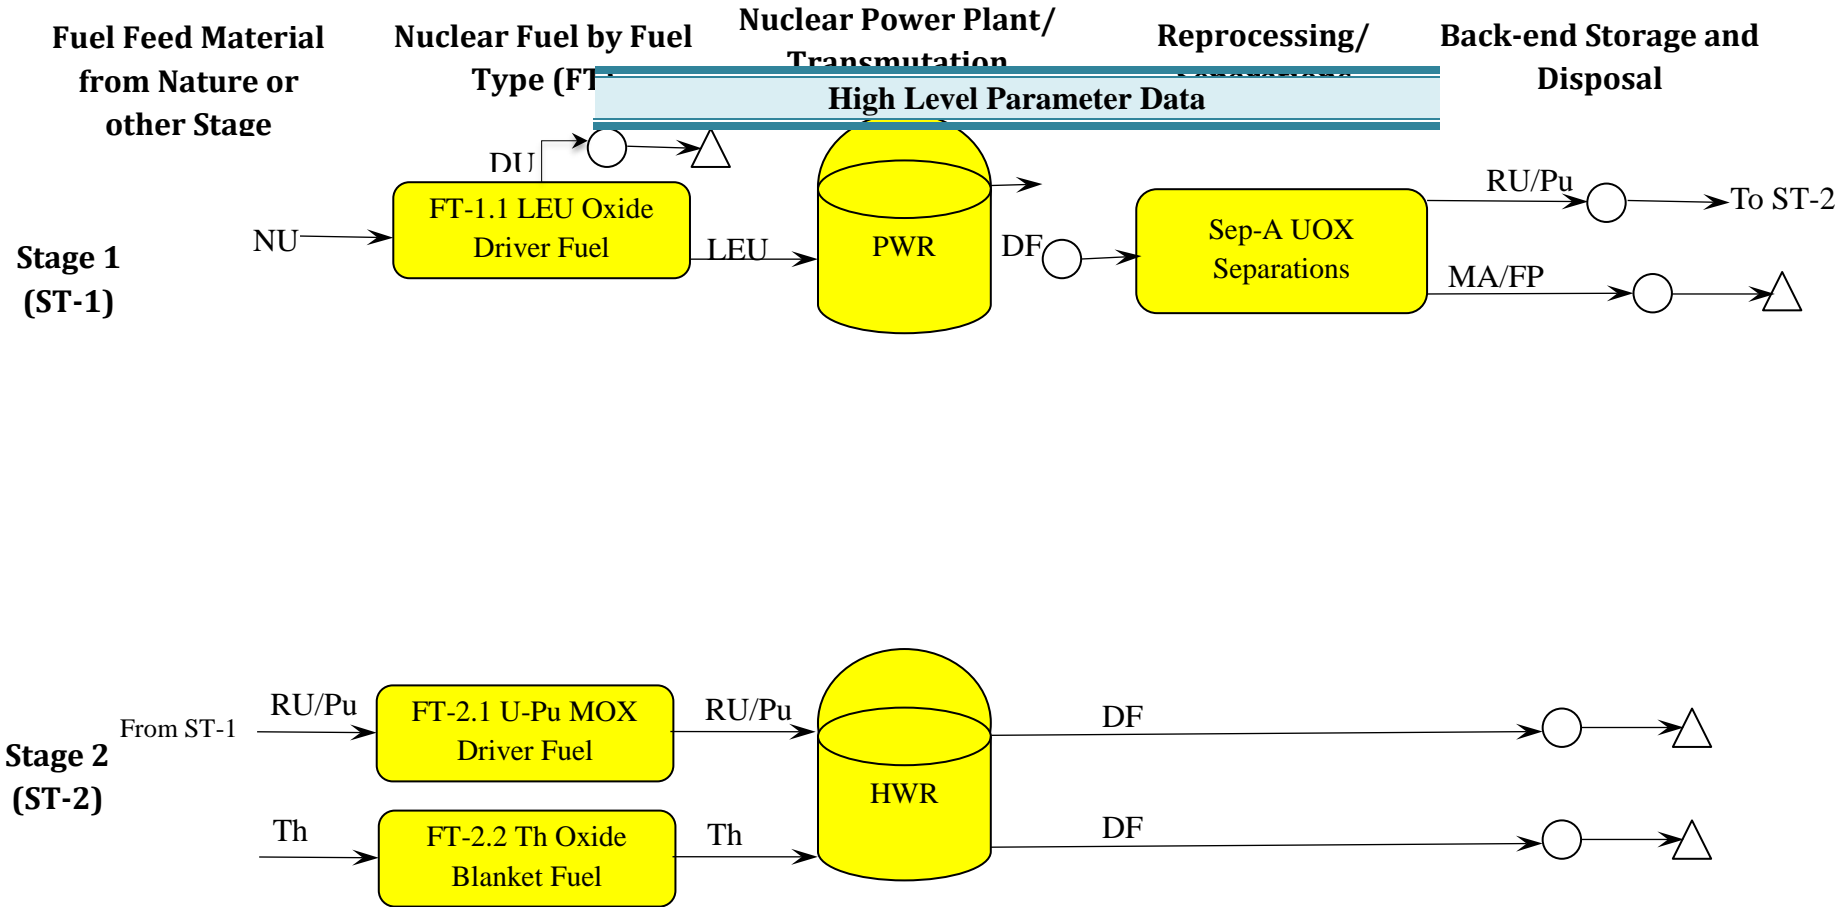 Fuel Feed Material
from Nature or
other Stage
Nuclear Fuel by Fuel
Type (FT)
Nuclear Power Plant/
Transmutation
Reprocessing/
Separations
Back-end Storage and
Disposal
High Level Parameter Data
Stage 1
(ST-1)
NU
DU
FT-1.1 LEU Oxide
Driver Fuel
LEU
PWR
DF
Sep-A UOX
Separations
RU/Pu
To ST-2
MA/FP
Stage 2
(ST-2)
From ST-1
RU/Pu
FT-2.1 U-Pu MOX
Driver Fuel
RU/Pu
HWR
DF
Th
FT-2.2 Th Oxide
Blanket Fuel
Th
DF